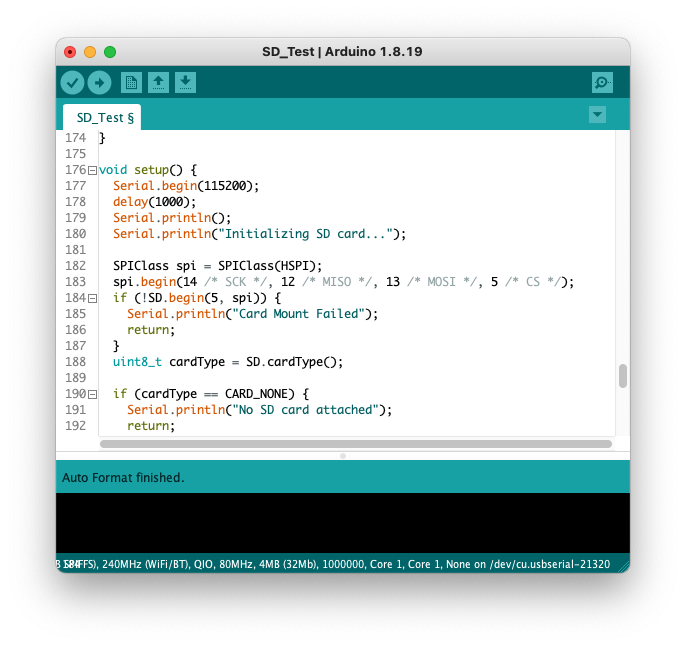 SD_Test | Arduino 1.8.19
SD_Test §
174 }
175
176 void setup() {
177   Serial.begin(115200);
178   delay(1000);
179   Serial.println();
180   Serial.println("Initializing SD card...");
181
182   SPIClass spi = SPIClass(HSPI);
183   spi.begin(14 /* SCK */, 12 /* MISO */, 13 /* MOSI */, 5 /* CS */);
184   if (!SD.begin(5, spi)) {
185     Serial.println("Card Mount Failed");
186     return;
187   }
188   uint8_t cardType = SD.cardType();
189
190   if (cardType == CARD_NONE) {
191     Serial.println("No SD card attached");
192     return;
Auto Format finished.
240MHz (WiFi/BT), QIO, 80MHz, 4MB (32Mb), 1000000, Core 1, Core 1, None on /dev/cu.usbserial-21320